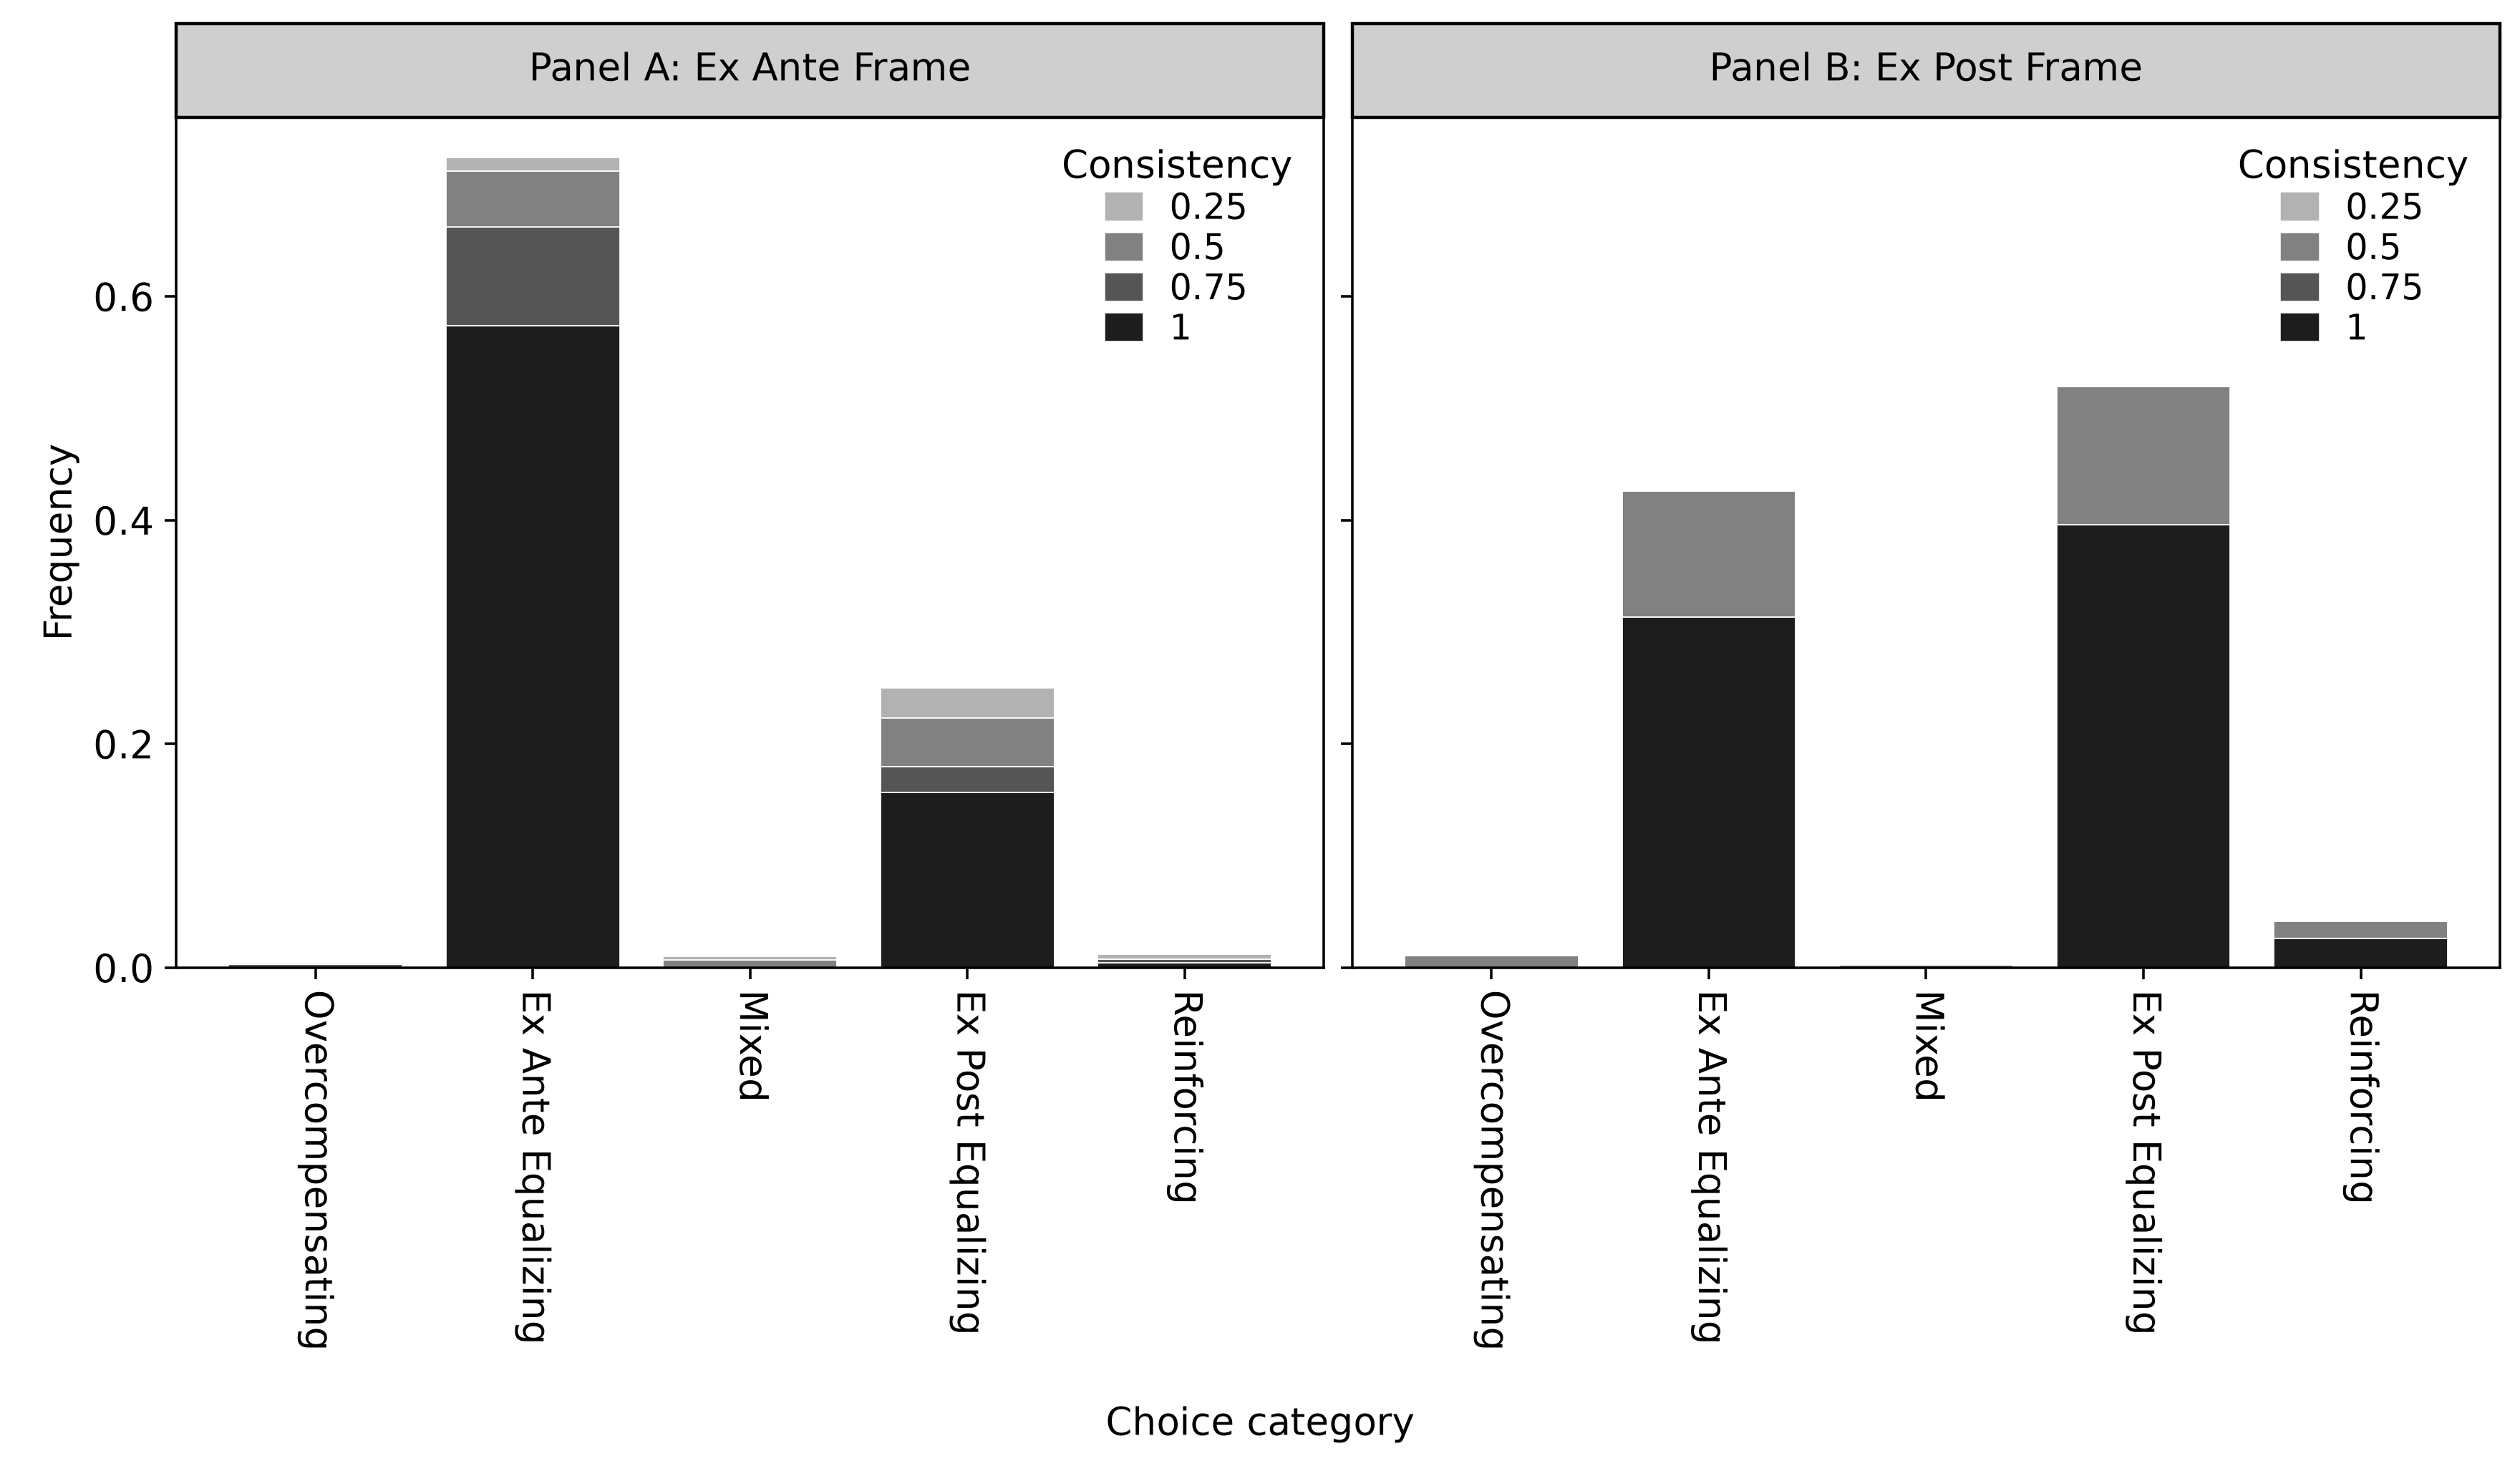 Panel A: Ex Ante Frame
Panel B: Ex Post Frame
Consistency
0.25
0.5
0.75
1
Consistency
0.25
0.5
0.75
1
Frequency
0.6
0.4
0.2
0.0
Overcompensating
Ex Ante Equalizing
Mixed
Ex Post Equalizing
Reinforcing
Overcompensating
Ex Ante Equalizing
Mixed
Ex Post Equalizing
Reinforcing
Choice category